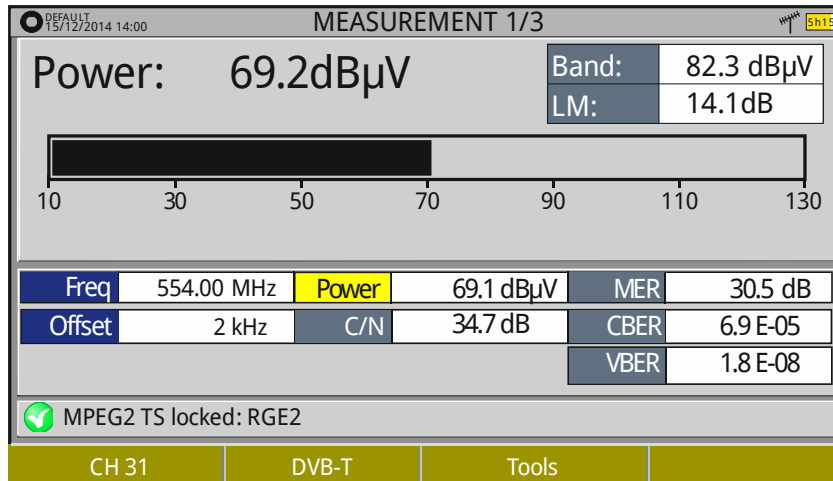 DEFAULT
15/12/2014 14:00
MEASUREMENT 1/3
5h15
Power: 69.2dBµV
Band: 82.3 dBµV
LM: 14.1dB
10 30 50 70 90 110 130
Freq 554.00 MHz Power 69.1 dBµV MER 30.5 dB
Offset 2 kHz C/N 34.7 dB CBER 6.9 E-05
VBER 1.8 E-08
MPEG2 TS locked: RGE2
CH 31 DVB-T Tools